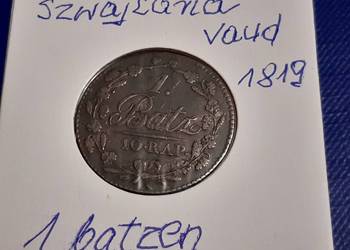 Szwajcaria
vaud
1819
1.
Batz
10.RAP.
1 batzen